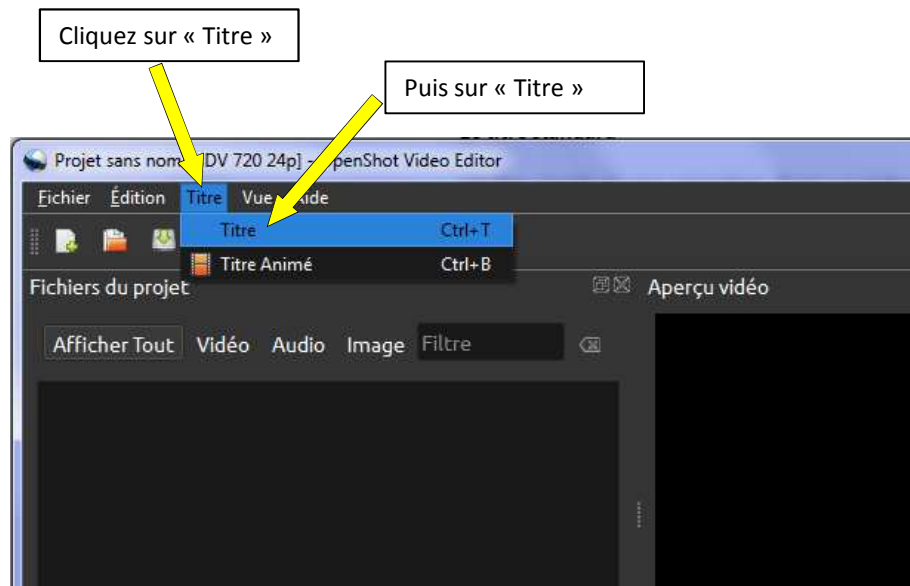 Cliquez sur « Titre »
Puis sur « Titre »
Projet sans nom [DV 720 24p] - penShot Video Editor
Fichier Édition Titre Vue ide
Titre Ctrl+T
Titre Animé Ctrl+B
Fichiers du projet
Aperçu vidéo
Afficher Tout Vidéo Audio Image Filtre